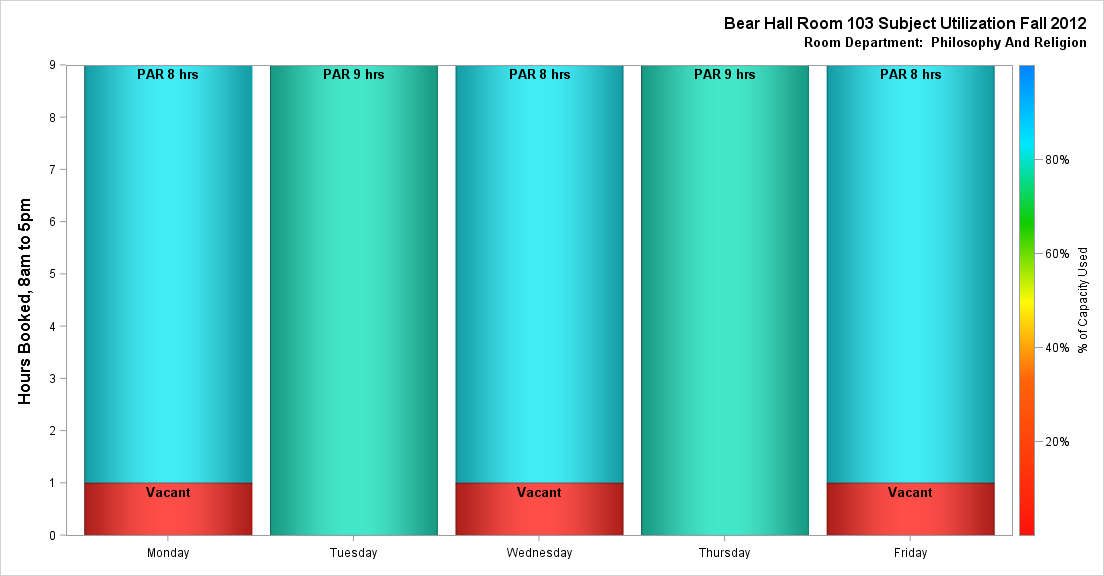 Bear Hall Room 103 Subject Utilization Fall 2012
Room Department:  Philosophy And Religion
Hours Booked, 8am to 5pm
9
8
7
6
5
4
3
2
1
0
PAR 8 hrs
PAR 9 hrs
PAR 8 hrs
PAR 9 hrs
PAR 8 hrs
Vacant
Vacant
Vacant
Monday
Tuesday
Wednesday
Thursday
Friday
80%
60%
40%
20%
% of Capacity Used